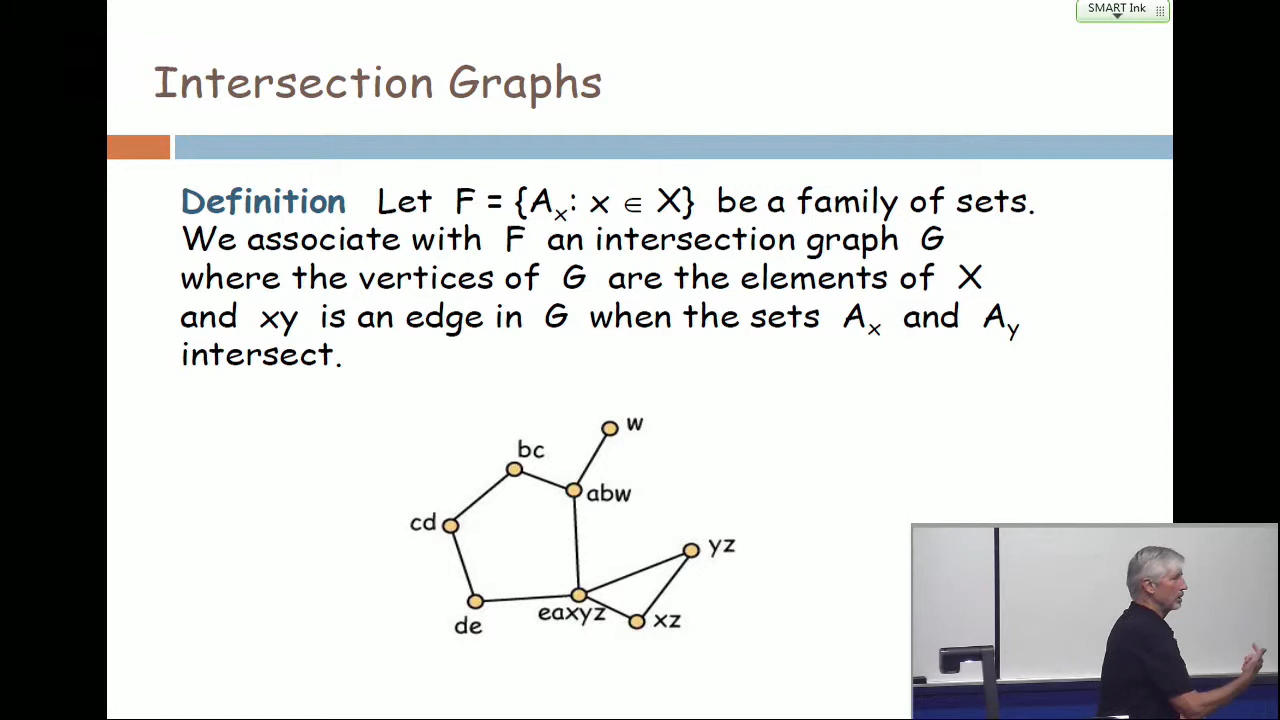 SMART Ink
Intersection Graphs
Definition Let F = {Aₓ: x ∈ X} be a family of sets.
We associate with F an intersection graph G
where the vertices of G are the elements of X
and xy is an edge in G when the sets Aₓ and A_y
intersect.
w
bc
abw
cd
yz
eaxyz
xz
de